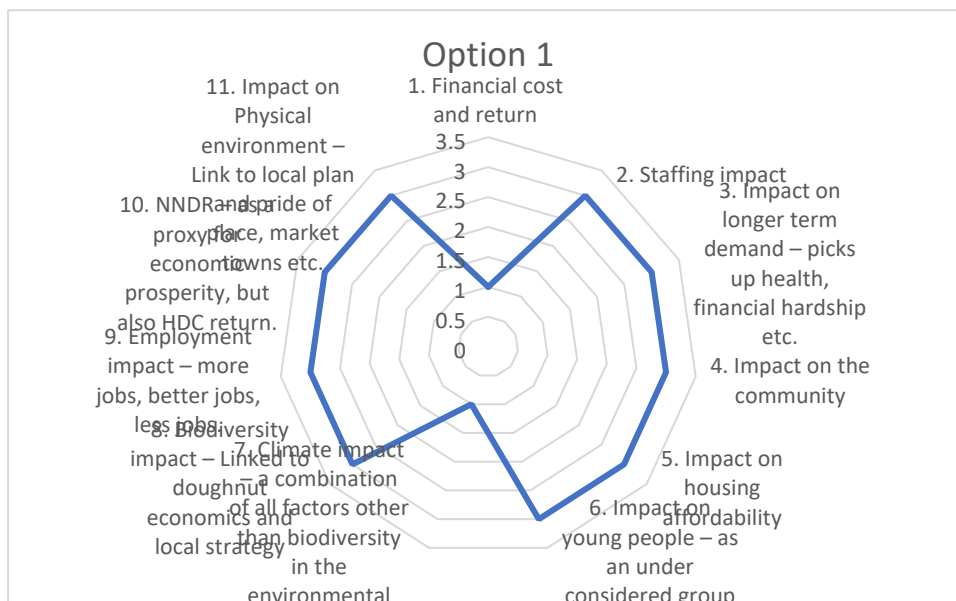 Option 1
1. Financial cost
and return
2. Staffing impact
3. Impact on
longer term
demand – picks
up health,
financial hardship
etc.
4. Impact on the
community
5. Impact on
housing
affordability
6. Impact on
young people – as
an under
considered group
7. Climate impact
– a combination
of all factors other
than biodiversity
in the
environmental
8. Biodiversity
impact – Linked to
doughnut
economics and
local strategy
9. Employment
impact – more
jobs, better jobs,
less jobs.
10. NNDR – as a
proxy for
economic
prosperity, but
also HDC return.
11. Impact on
Physical
environment –
Link to local plan
and pride of
place, market
towns etc.
3.5
3
2.5
2
1.5
1
0.5
0